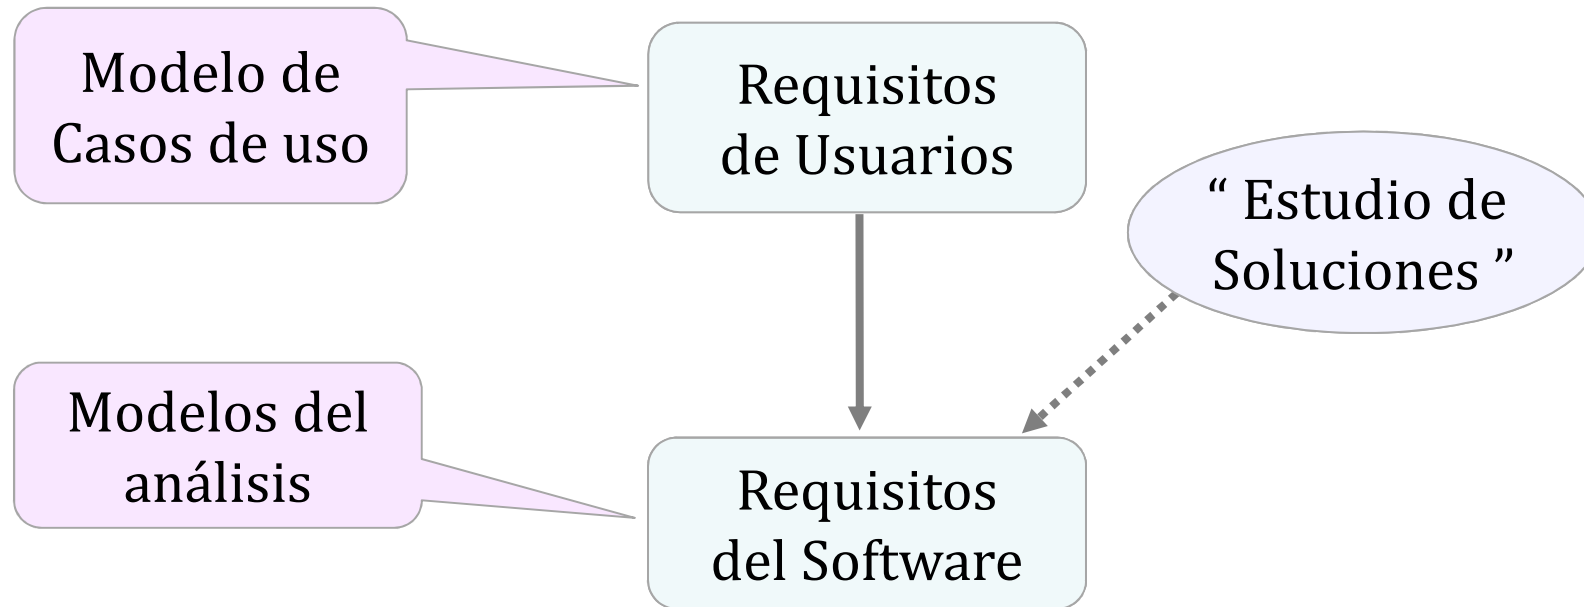 Modelo de
Casos de uso
Requisitos
de Usuarios
“ Estudio de
Soluciones ”
Modelos del
análisis
Requisitos
del Software